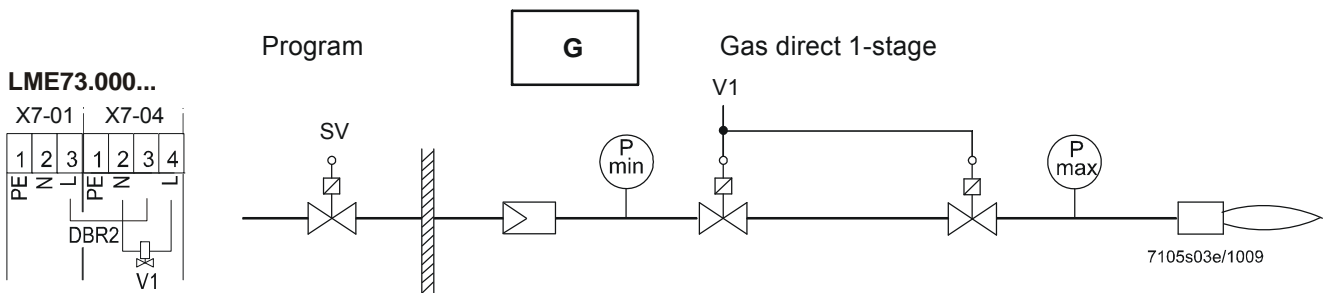 Program G Gas direct 1-stage
LME73.000...
X7-01 X7-04
V1
SV
1 2 3 1 2 3 4
PE N L PE N L
P min
P max
DBR2
V1
7105s03e/1009